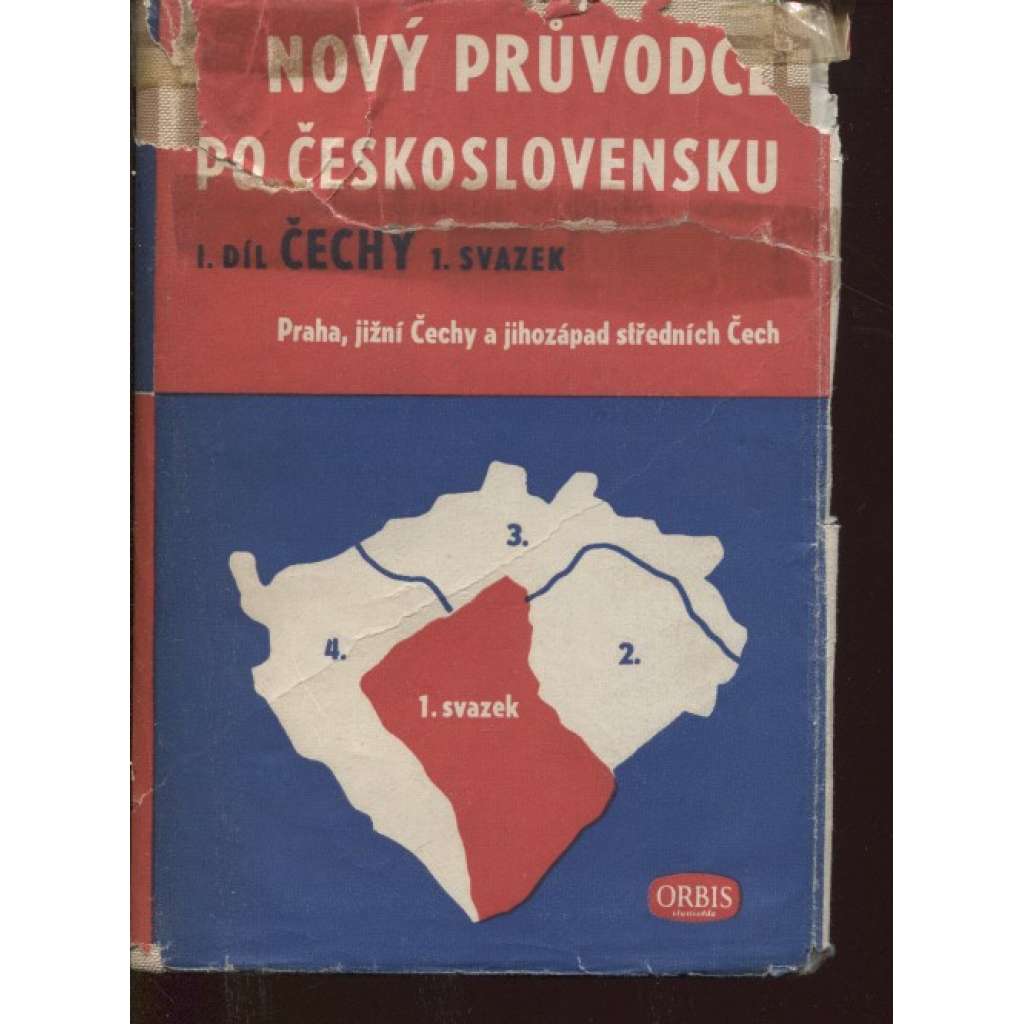 NOVÝ PRŮVODCE
PO ČESKOSLOVENSKU
I. DÍL ČECHY 1. SVAZEK
Praha, jižní Čechy a jihozápad středních Čech
3.
4.
2.
1. svazek
ORBIS